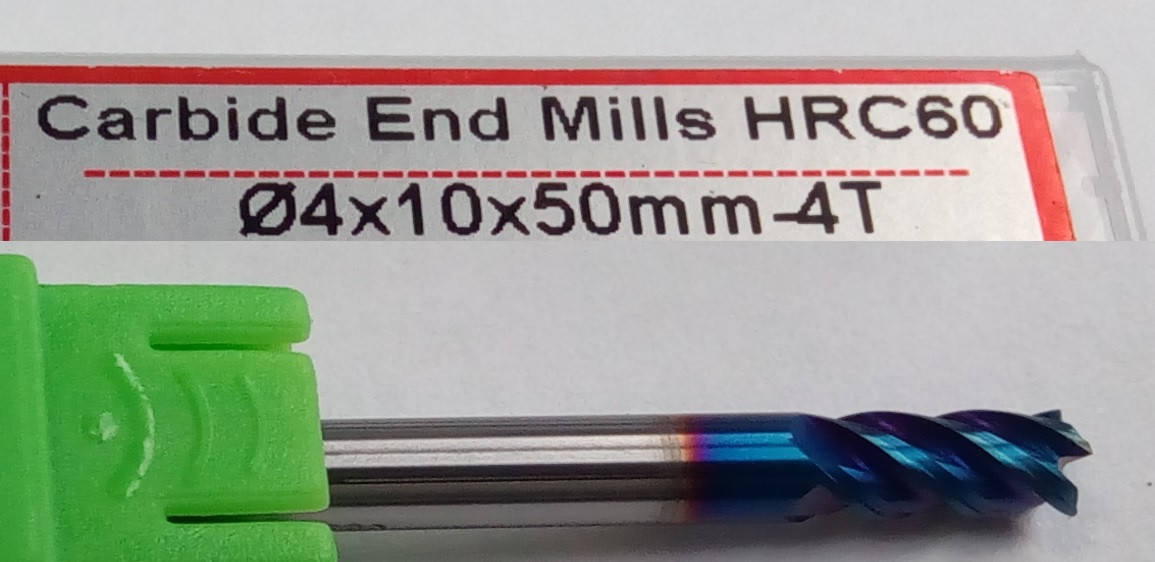 Carbide End Mills HRC60
Ø4x10x50mm-4T